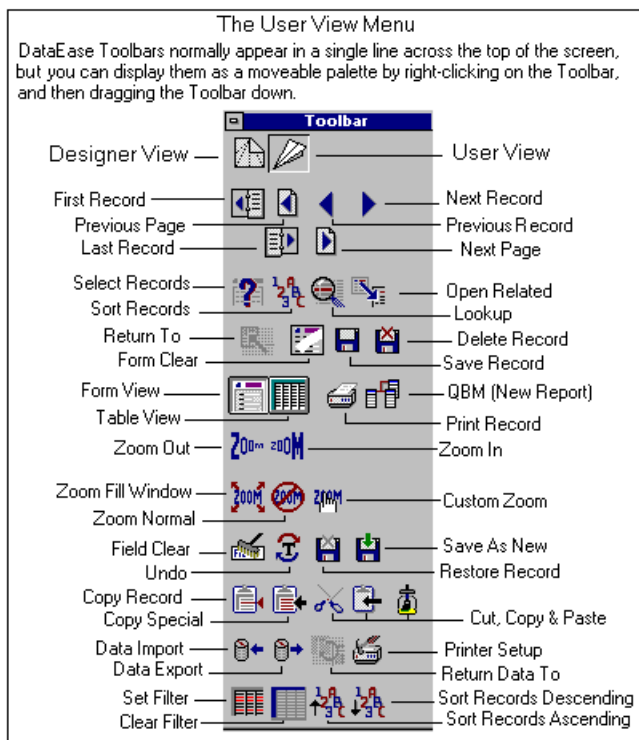 The User View Menu
DataEase Toolbars normally appear in a single line across the top of the screen,
but you can display them as a moveable palette by right-clicking on the Toolbar,
and then dragging the Toolbar down.
Toolbar
Designer View
User View
First Record
Next Record
Previous Page
Previous Record
Last Record
Next Page
Select Records
Open Related
Sort Records
Lookup
Return To
Delete Record
Form Clear
Save Record
Form View
QBM (New Report)
Table View
Print Record
Zoom Out
Zoom In
Zoom Fill Window
Custom Zoom
Zoom Normal
Field Clear
Save As New
Undo
Restore Record
Copy Record
Cut, Copy & Paste
Copy Special
Data Import
Printer Setup
Data Export
Return Data To
Set Filter
Sort Records Descending
Clear Filter
Sort Records Ascending